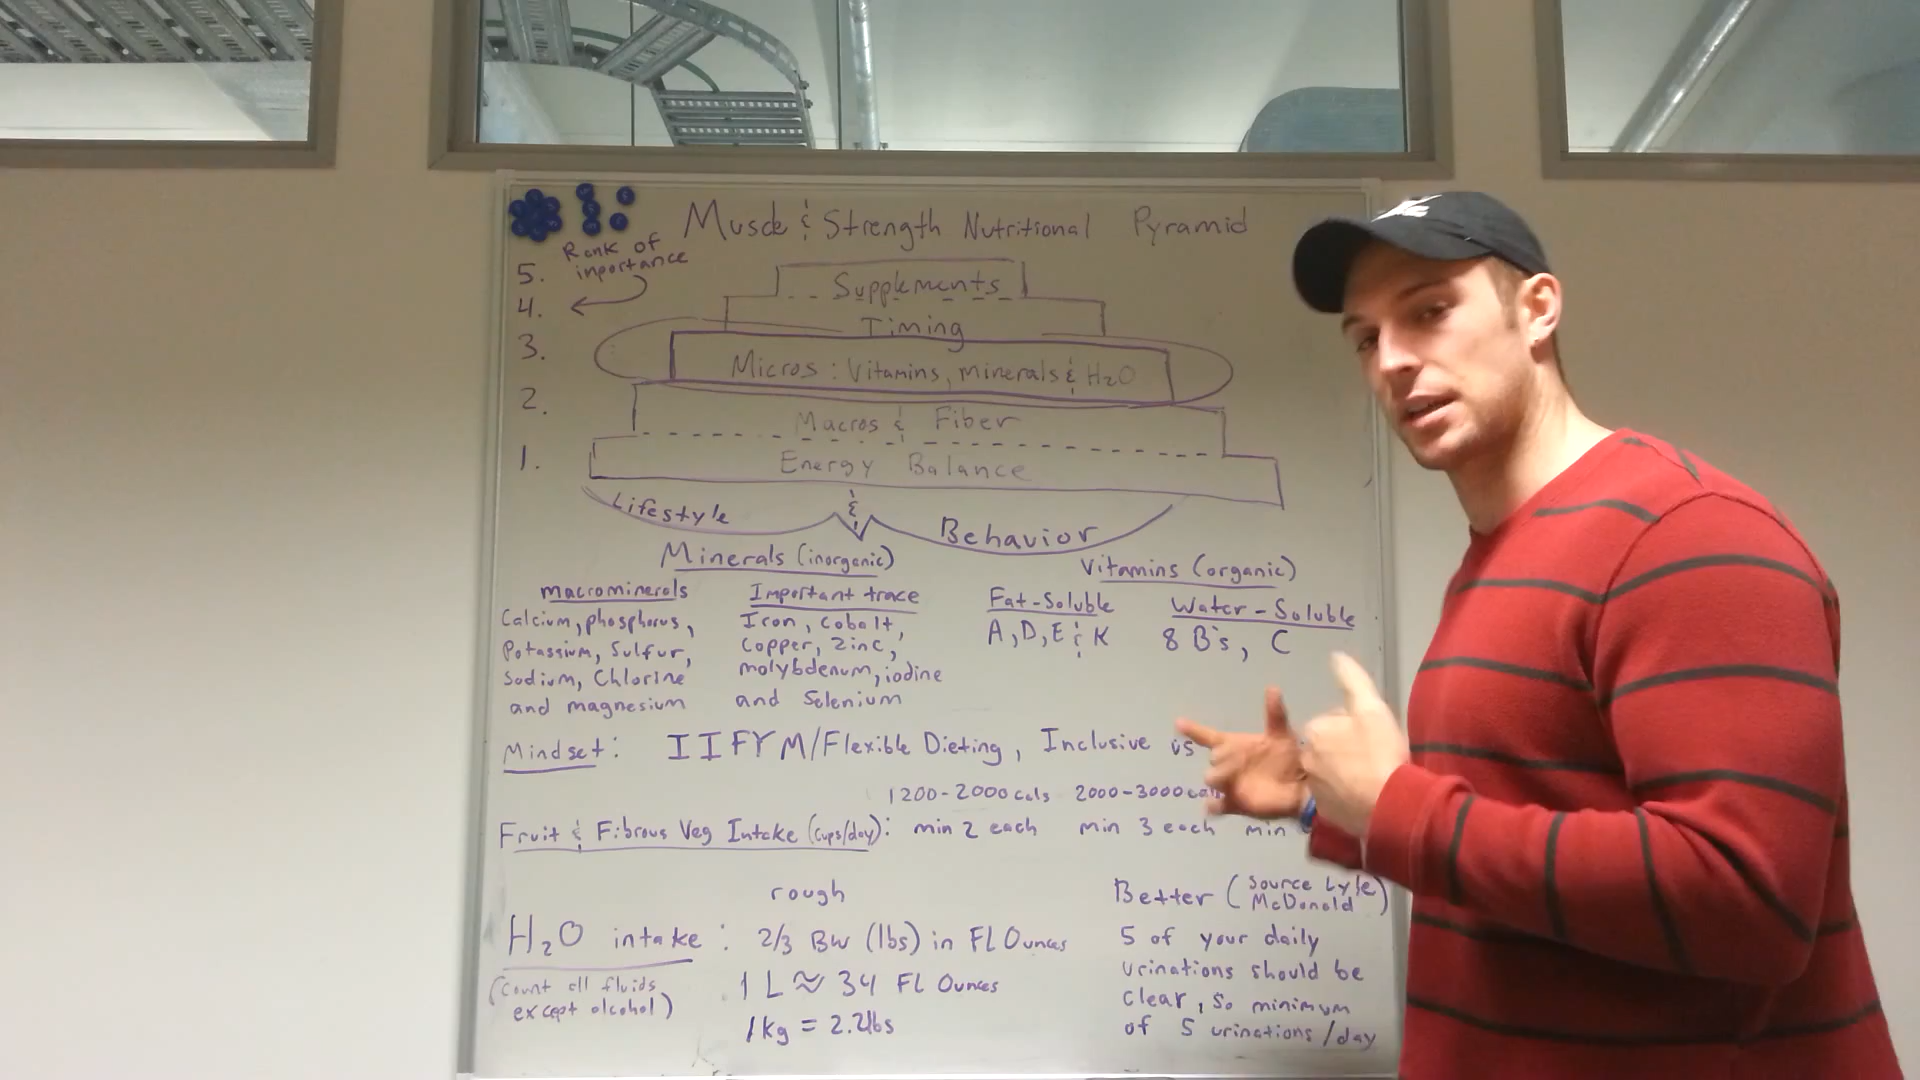 Muscle & Strength Nutritional Pyramid
Rank of
importance
5.
4.
3.
2.
1.
Supplements
Timing
Micros: Vitamins, minerals & H2O
Macros & Fiber
Energy Balance
Lifestyle & Behavior
Minerals (inorganic)
macrominerals
Calcium, phosphorus,
Potassium, Sulfur,
Sodium, Chlorine
and magnesium
Important trace
Iron, cobalt,
copper, zinc,
molybdenum, iodine
and Selenium
Vitamins (organic)
Fat-Soluble
A, D, E & K
Water-Soluble
8 B's, C
Mindset: IIFYM/Flexible Dieting, Inclusive vs
1200-2000 cals 2000-3000 cals
Fruit & Fibrous Veg Intake (cups/day): min 2 each min 3 each min
rough
H2O intake: 2/3 BW (lbs) in FL Ounces
(count all fluids
except alcohol)
1 L ≈ 34 FL Ounces
1kg = 2.2lbs
Better (Source Lyle
McDonald)
5 of your daily
urinations should be
clear, so minimum
of 5 urinations/day